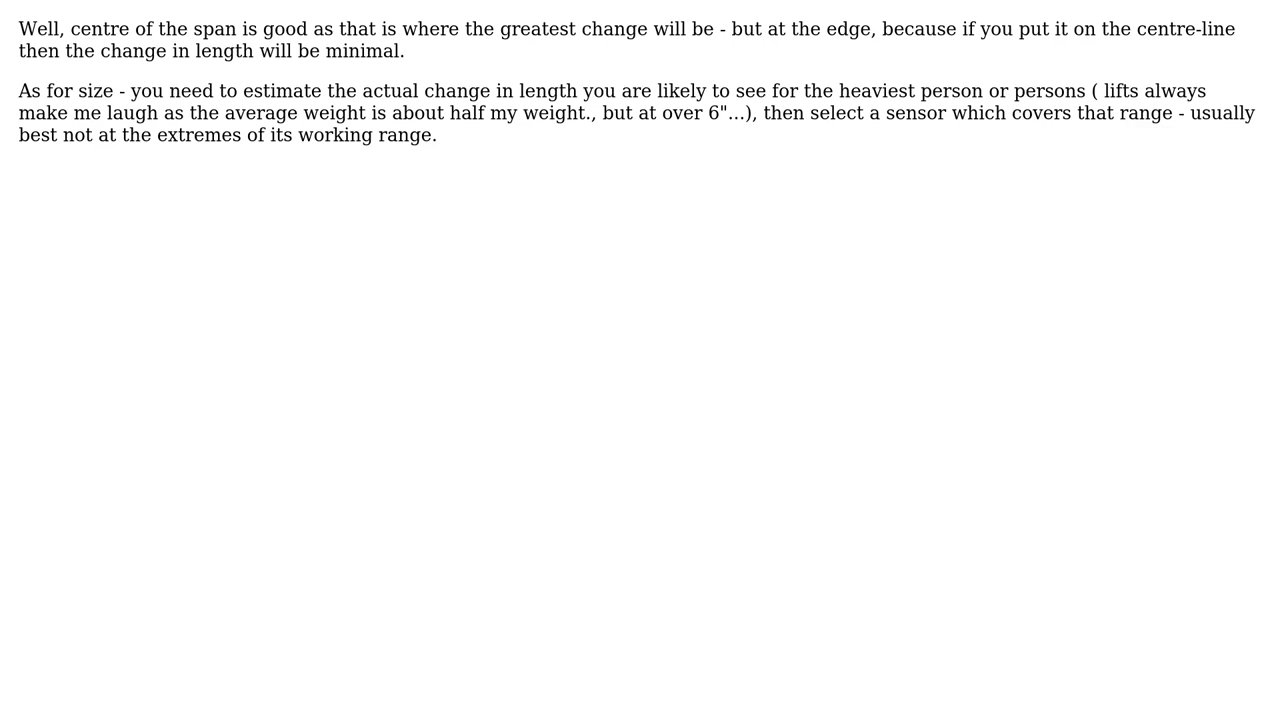 Well, centre of the span is good as that is where the greatest change will be - but at the edge, because if you put it on the centre-line
then the change in length will be minimal.
As for size - you need to estimate the actual change in length you are likely to see for the heaviest person or persons ( lifts always
make me laugh as the average weight is about half my weight., but at over 6"...), then select a sensor which covers that range - usually
best not at the extremes of its working range.